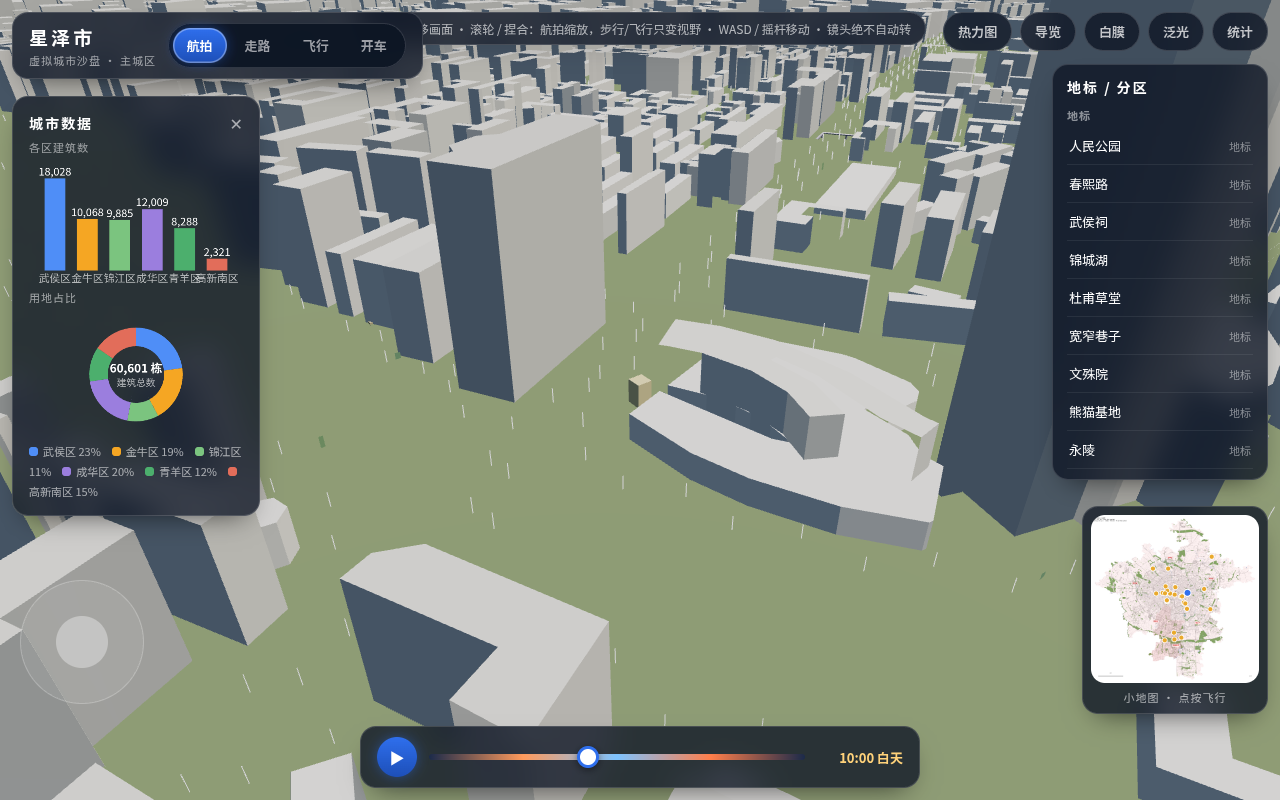 星泽市
虚拟城市沙盘 · 主城区
航拍
走路
飞行
开车
画面 · 滚轮 / 捏合：航拍缩放，步行/飞行只变视野 · WASD / 摇杆移动 · 镜头绝不自动转
热力图
导览
白膜
泛光
统计
城市数据
各区建筑数
18,028
10,068
9,885
12,009
8,288
2,321
武侯区
金牛区
锦江区
成华区
青羊区
高新南区
用地占比
60,601 栋
建筑总数
武侯区 23% 金牛区 19% 锦江区
11% 成华区 20% 青羊区 12%
高新南区 15%
地标 / 分区
地标
人民公园 地标
春熙路 地标
武侯祠 地标
锦城湖 地标
杜甫草堂 地标
宽窄巷子 地标
文殊院 地标
熊猫基地 地标
永陵 地标
小地图 · 点按飞行
10:00 白天